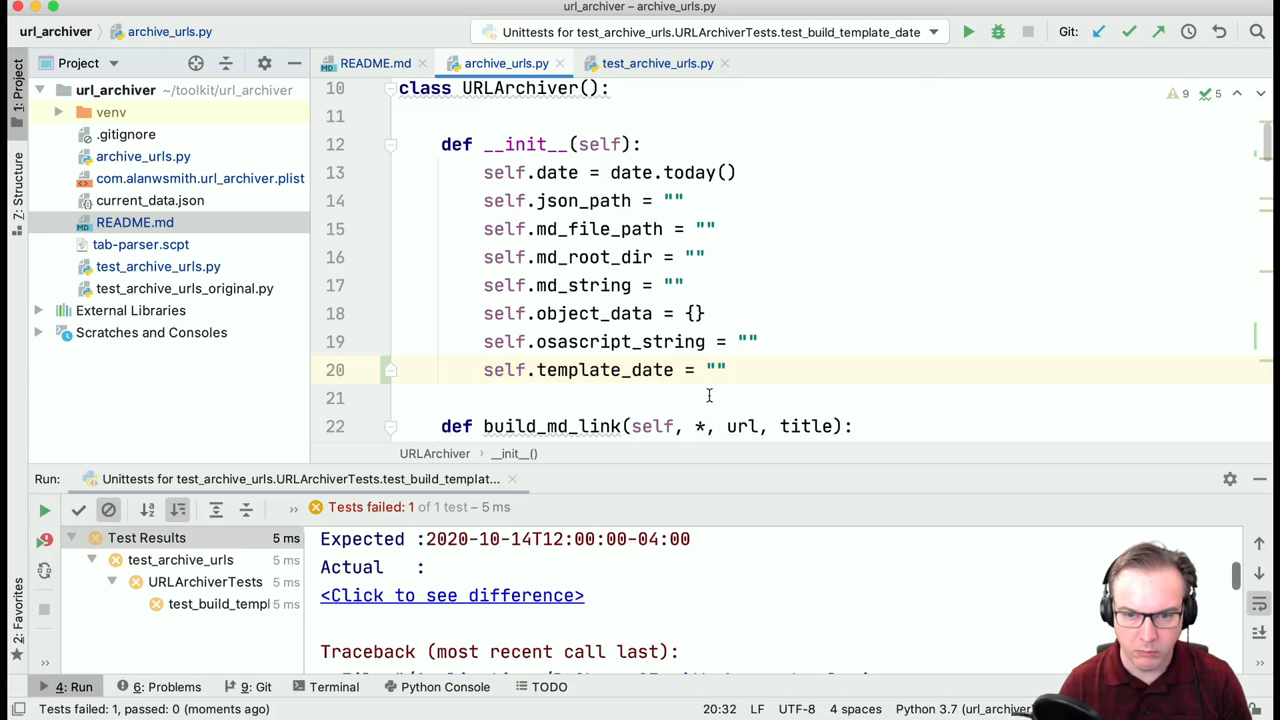 url_archiver – archive_urls.py
url_archiver archive_urls.py Unittests for test_archive_urls.URLArchiverTests.test_build_template_date Git:
1: Project
7: Structure
2: Favorites
Project
url_archiver ~/toolkit/url_archiver
venv
.gitignore
archive_urls.py
com.alanwsmith.url_archiver.plist
current_data.json
README.md
tab-parser.scpt
test_archive_urls.py
test_archive_urls_original.py
External Libraries
Scratches and Consoles
README.md archive_urls.py test_archive_urls.py
9 5
10 class URLArchiver():
11
12 def __init__(self):
13 self.date = date.today()
14 self.json_path = ""
15 self.md_file_path = ""
16 self.md_root_dir = ""
17 self.md_string = ""
18 self.object_data = {}
19 self.osascript_string = ""
20 self.template_date = ""
21
22 def build_md_link(self, *, url, title):
URLArchiver › __init__()
Run: Unittests for test_archive_urls.URLArchiverTests.test_build_templat...
Tests failed: 1 of 1 test – 5 ms
Test Results 5 ms
test_archive_urls 5 ms
URLArchiverTests 5 ms
test_build_templ 5 ms
Expected :2020-10-14T12:00:00-04:00
Actual :
<Click to see difference>
Traceback (most recent call last):
4: Run 6: Problems 9: Git Terminal Python Console TODO
Tests failed: 1, passed: 0 (moments ago) 20:32 LF UTF-8 4 spaces Python 3.7 (url_archiver)